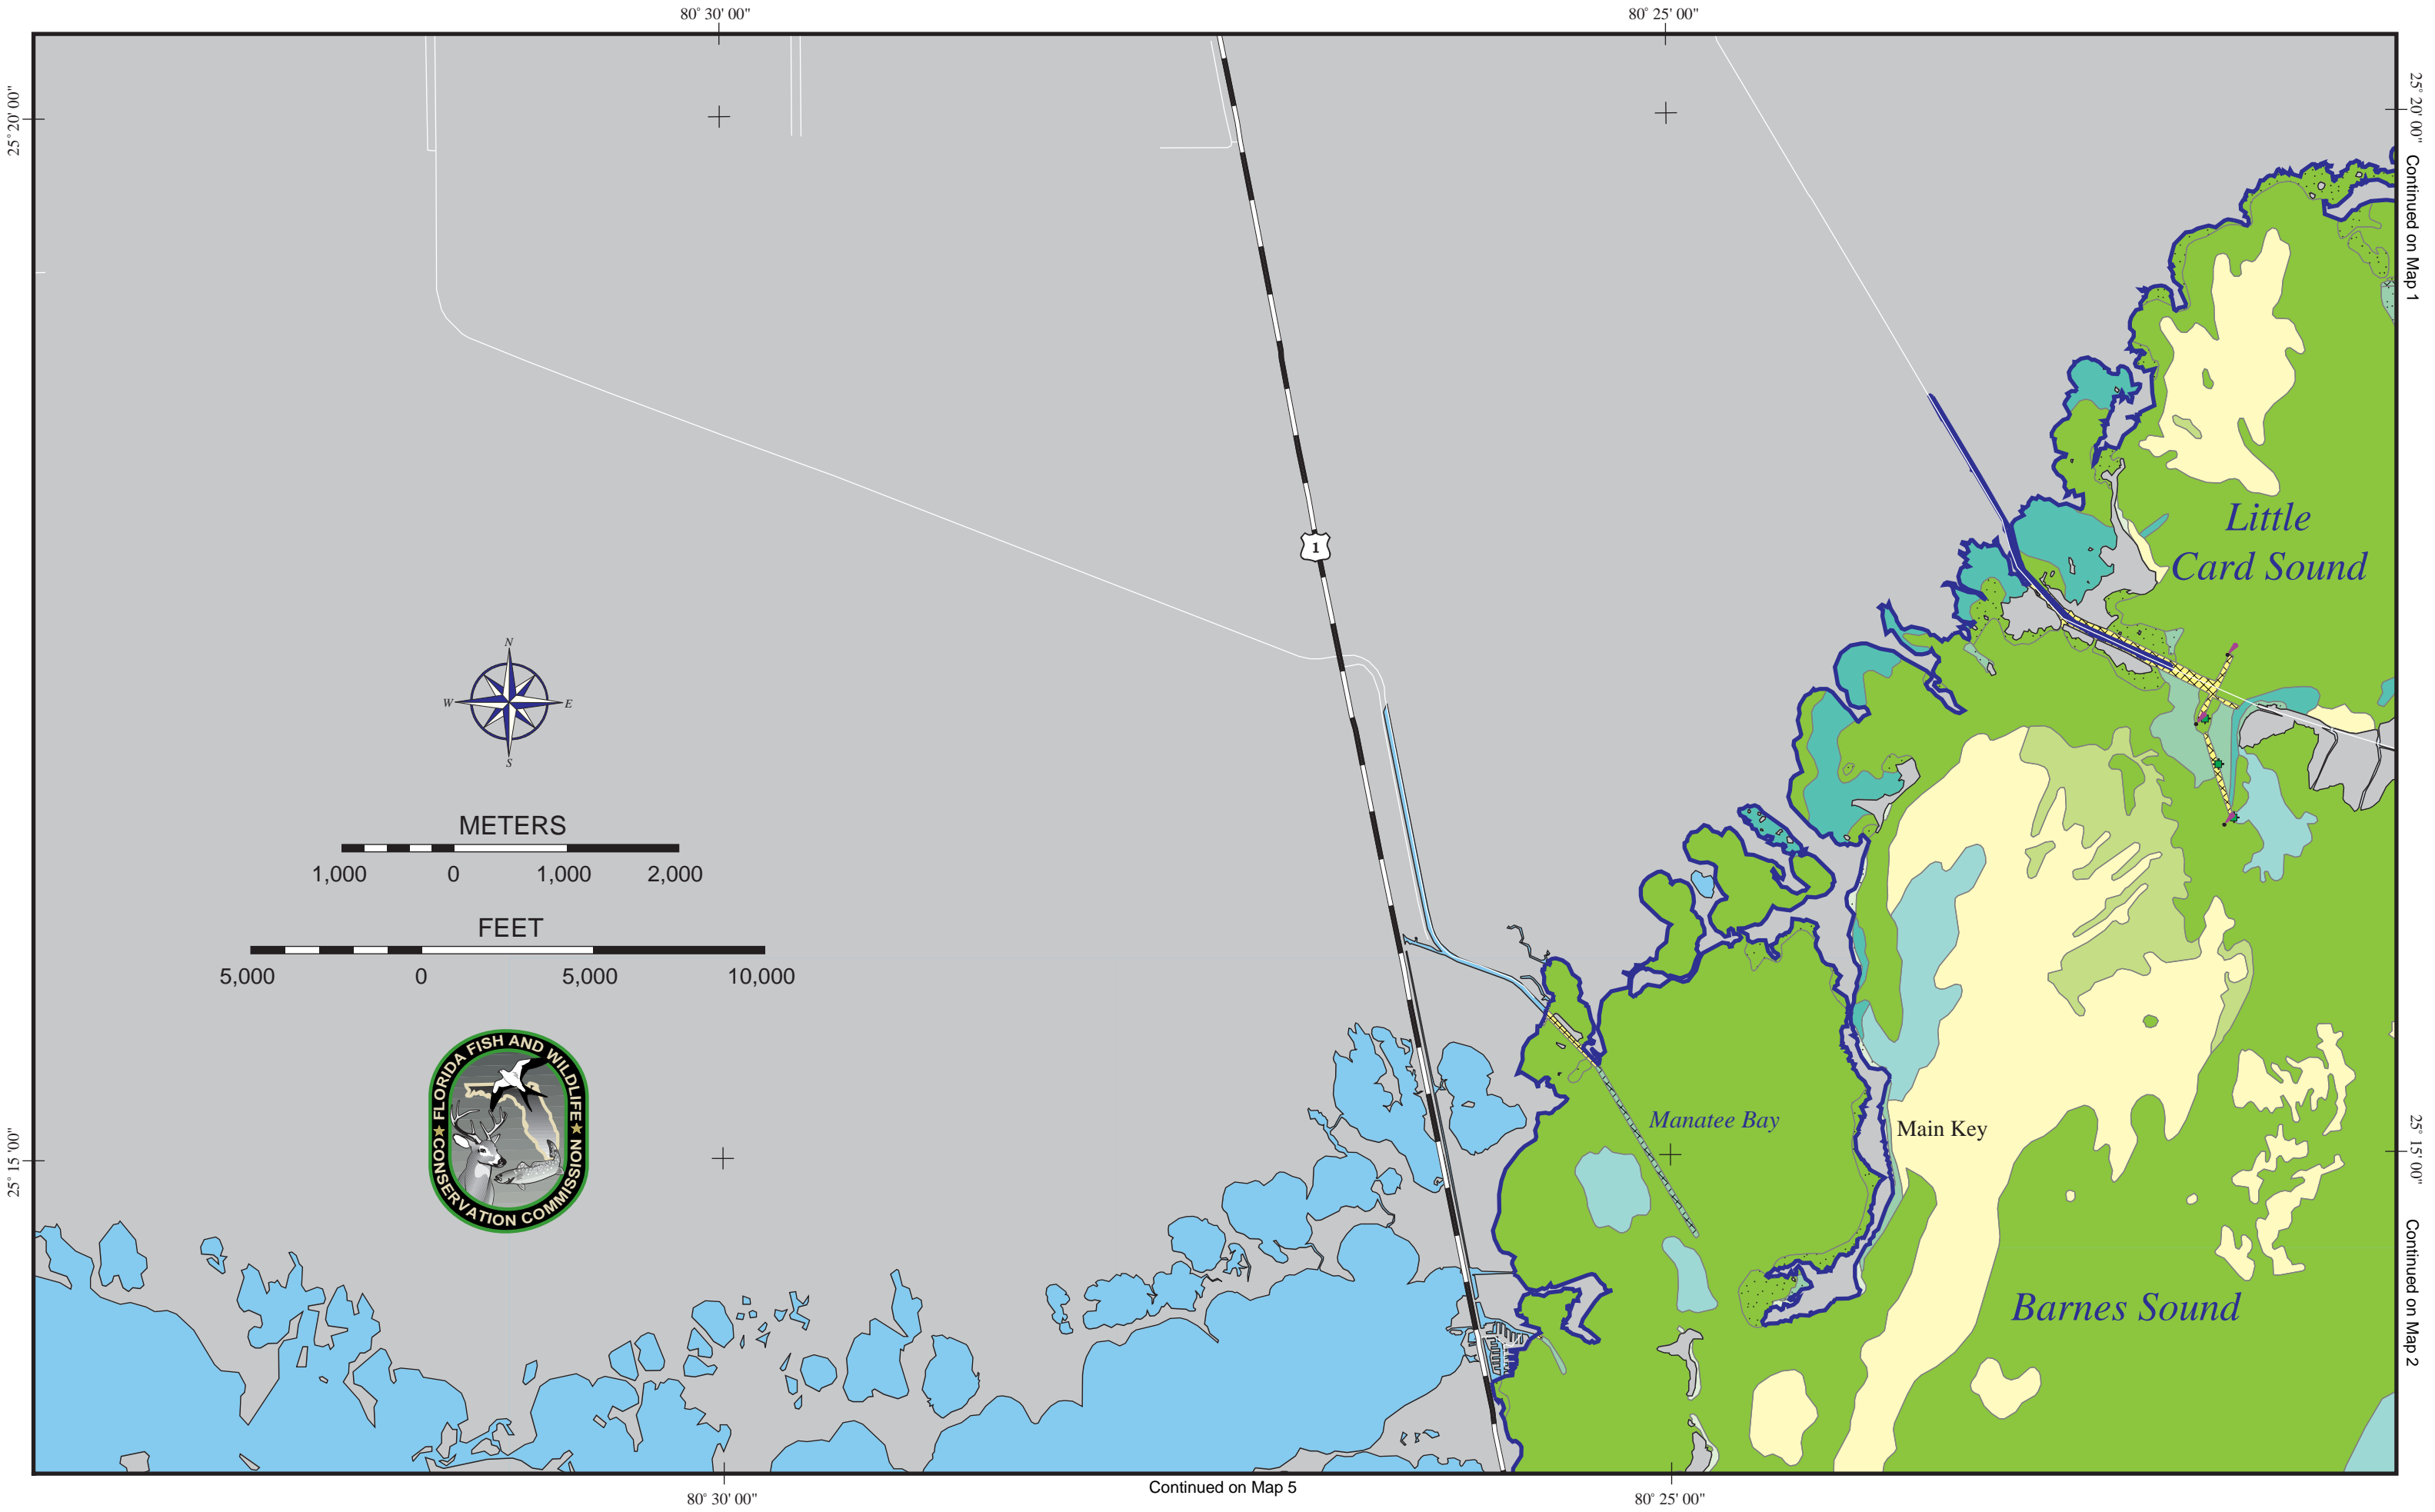 80° 30' 00"
80° 25' 00"
25° 20' 00"
25° 20' 00"
Continued on Map 1
Little
Card Sound
1
N
W
E
S
METERS
1,000 0 1,000 2,000
FEET
5,000 0 5,000 10,000
FLORIDA FISH AND WILDLIFE
CONSERVATION COMMISSION
Manatee Bay
Main Key
25° 15' 00"
25° 15' 00"
Barnes Sound
Continued on Map 2
Continued on Map 5
80° 30' 00"
80° 25' 00"